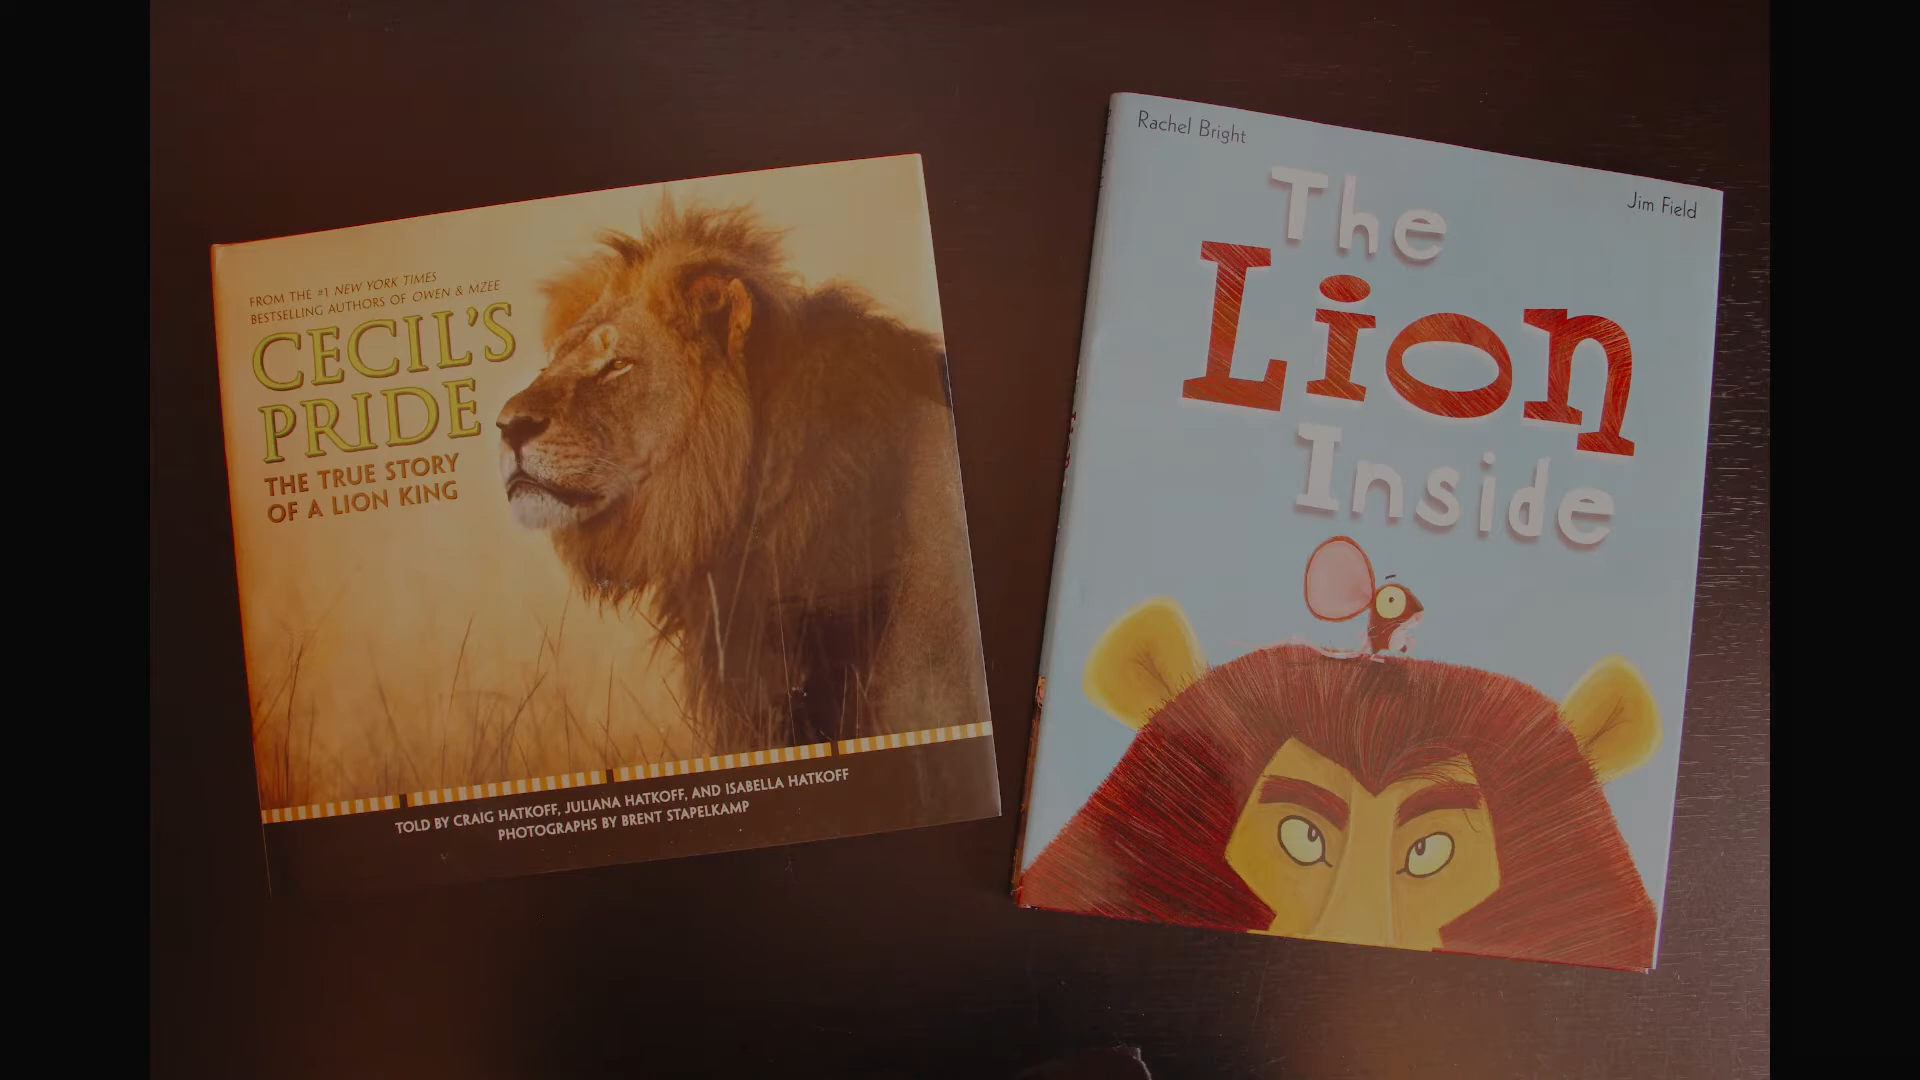 FROM THE #1 NEW YORK TIMES
BESTSELLING AUTHORS OF OWEN & MZEE
CECIL'S
PRIDE
THE TRUE STORY
OF A LION KING
TOLD BY CRAIG HATKOFF, JULIANA HATKOFF, AND ISABELLA HATKOFF
PHOTOGRAPHS BY BRENT STAPELKAMP
Rachel Bright
Jim Field
The
Lion
Inside